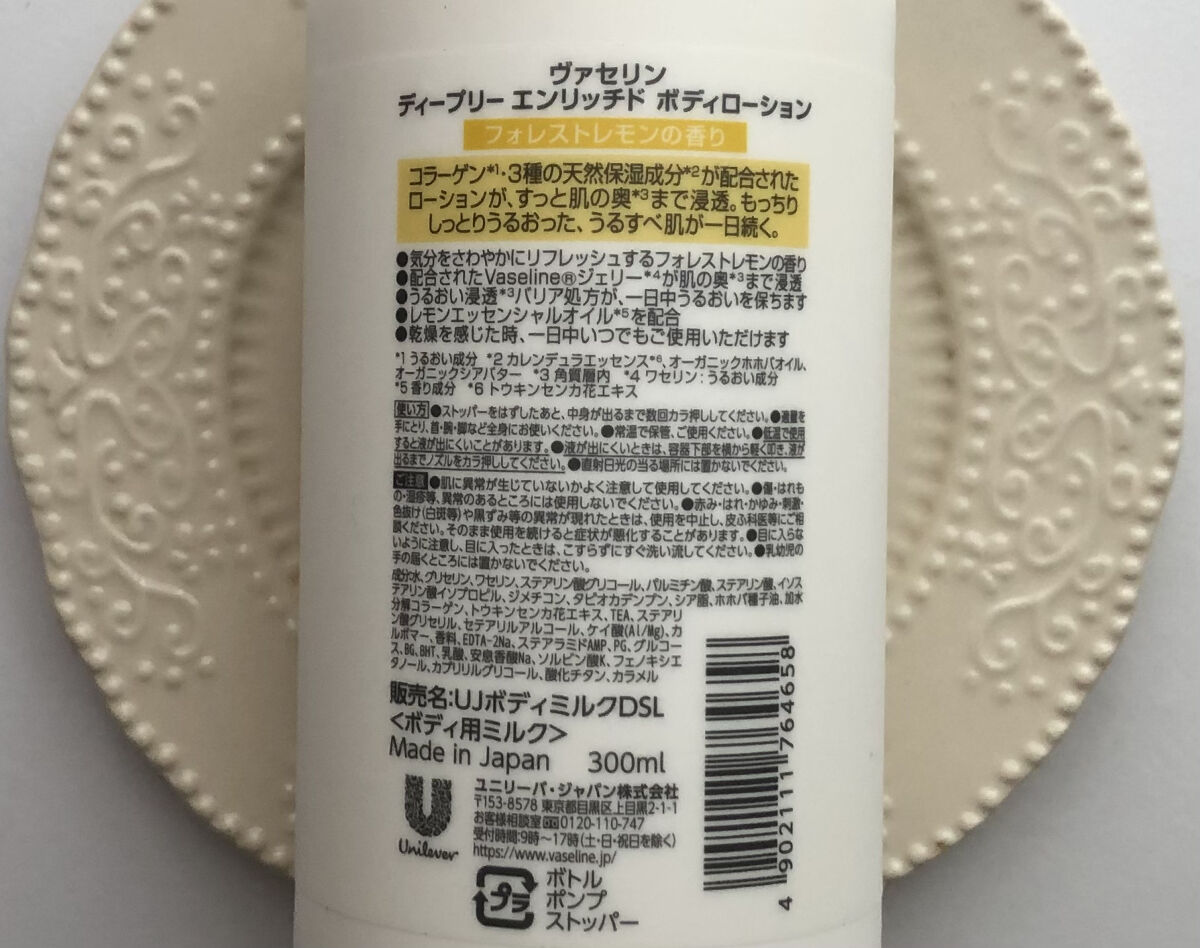 ヴァセリン
ディープリー エンリッチド ボディローション
フォレストレモンの香り
コラーゲン*1・3種の天然保湿成分*2が配合された
ローションが、すっと肌の奥*3まで浸透。もっちり
しっとりうるおった、うるすべ肌が一日続く。
●気分をさわやかにリフレッシュするフォレストレモンの香り
●配合されたVaseline®ジェリー*4が肌の奥*3まで浸透
●うるおい浸透*3バリア処方が、一日中うるおいを保ちます
●レモンエッセンシャルオイル*5を配合
●乾燥を感じた時、一日中いつでもご使用いただけます
*1 うるおい成分 *2 カレンデュラエッセンス*6、オーガニックホホバオイル、
オーガニックシアバター *3 角質層内 *4 ワセリン：うるおい成分
*5 香り成分 *6 トウキンセンカ花エキス
使い方 ●ストッパーをはずしたあと、中身が出るまで数回カラ押ししてください。●適量を
手にとり、首・腕・脚など全身にお使いください。●常温で保管、ご使用ください。●低温で使用
すると液が出にくいことがあります。●液が出にくいときは、容器下部を横から軽く叩き、液が
出るまでノズルをカラ押ししてください。●直射日光の当る場所には置かないでください。
ご注意 ●肌に異常が生じていないかよく注意して使用してください。●傷・はれも
の・湿疹等、異常のあるところには使用しないでください。●赤み・はれ・かゆみ・刺激・
色抜け(白斑等)や黒ずみ等の異常が現れたときは、使用を中止し、皮ふ科医等にご相
談ください。そのまま使用を続けると症状が悪化することがあります。●目に入らな
いように注意し、目に入ったときは、こすらずにすぐ洗い流してください。●乳幼児の
手の届くところには置かないでください。
成分:水、グリセリン、ワセリン、ステアリン酸グリコール、パルミチン酸、ステアリン酸、イソス
テアリン酸イソプロピル、ジメチコン、タピオカデンプン、シア脂、ホホバ種子油、加水
分解コラーゲン、トウキンセンカ花エキス、TEA、ステアリ
ン酸グリセリル、セテアリルアルコール、ケイ酸(Al/Mg)、カ
ルボマー、香料、EDTA-2Na、ステアラミドAMP、PG、グルコー
ス、BG、BHT、乳酸、安息香酸Na、ソルビン酸K、フェノキシエ
タノール、カプリリルグリコール、酸化チタン、カラメル
販売名:UJボディミルクDSL
<ボディ用ミルク>
Made in Japan 300ml
Unilever
ユニリーバ・ジャパン株式会社
〒153-8578 東京都目黒区上目黒2-1-1
お客様相談室 0120-110-747
受付時間:9時～17時(土・日・祝日を除く)
https://www.vaseline.jp/
プラ
ボトル
ポンプ
ストッパー
4 902111 764658